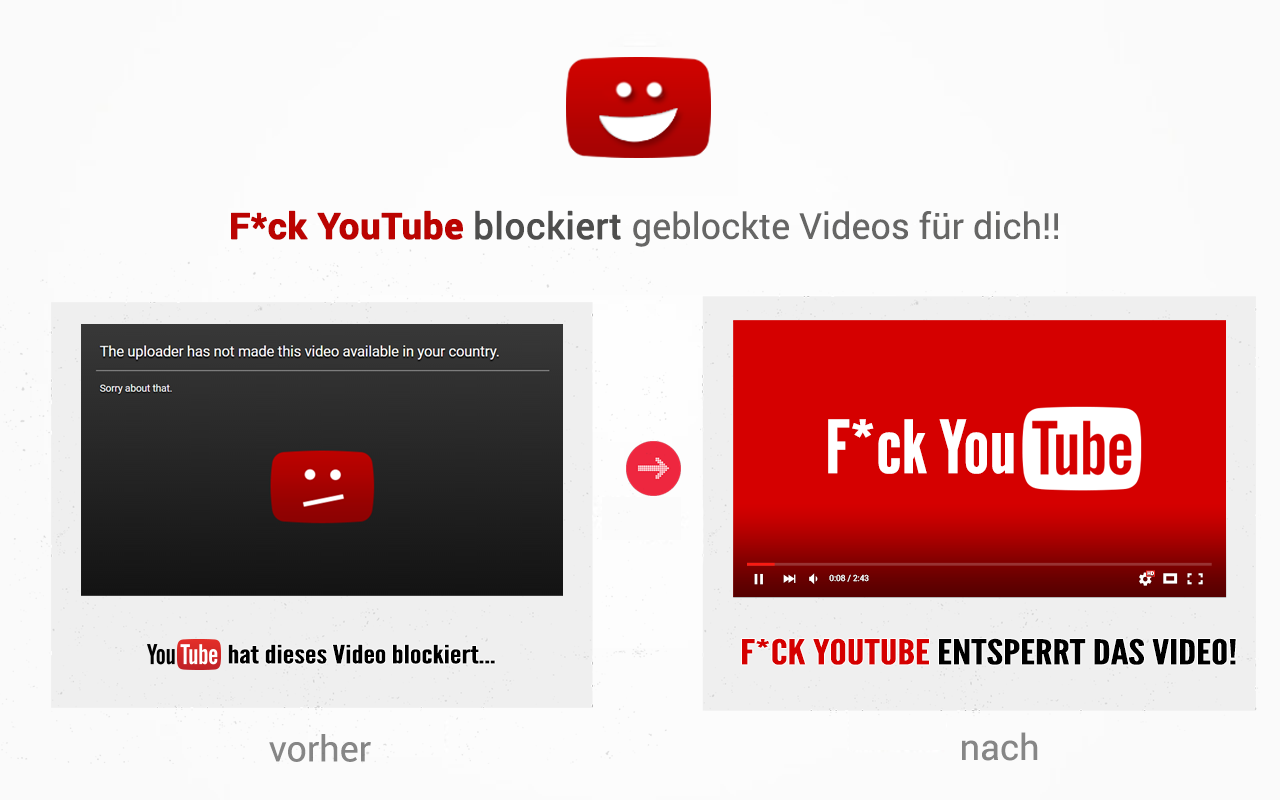 F*ck YouTube blockiert geblockte Videos für dich!!
The uploader has not made this video available in your country.
Sorry about that.
YouTube hat dieses Video blockiert...
vorher
F*ck YouTube
0:08 / 2:43
HD
F*CK YOUTUBE ENTSPERRT DAS VIDEO!
nach